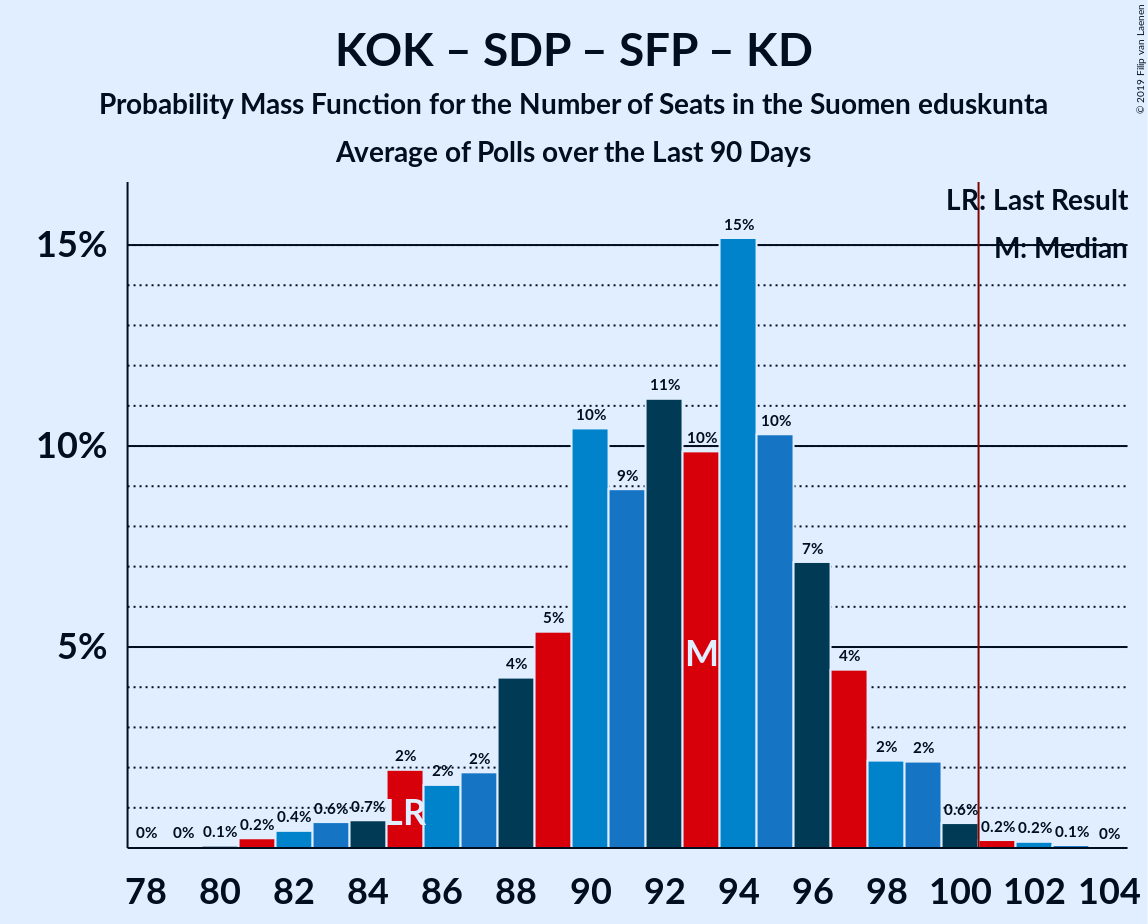 KOK – SDP – SFP – KD
Probability Mass Function for the Number of Seats in the Suomen eduskunta
Average of Polls over the Last 90 Days
© 2019 Filip van Laenen
LR: Last Result
M: Median
15%
10%
5%
0% 0% 0.1% 0.2% 0.4% 0.6% 0.7% 2% 2% 2% 4% 5% 10% 9% 11% 10% 15% 10% 7% 4% 2% 2% 0.6% 0.2% 0.2% 0.1% 0%
LR
M
78 80 82 84 86 88 90 92 94 96 98 100 102 104